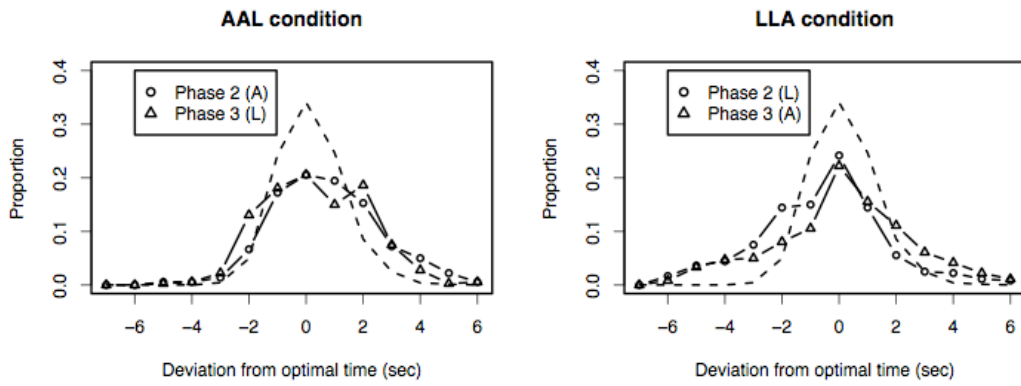 AAL condition
Proportion
0.0 0.1 0.2 0.3 0.4
Phase 2 (A)
Phase 3 (L)
−6 −4 −2 0 2 4 6
Deviation from optimal time (sec)
LLA condition
Proportion
0.0 0.1 0.2 0.3 0.4
Phase 2 (L)
Phase 3 (A)
−6 −4 −2 0 2 4 6
Deviation from optimal time (sec)